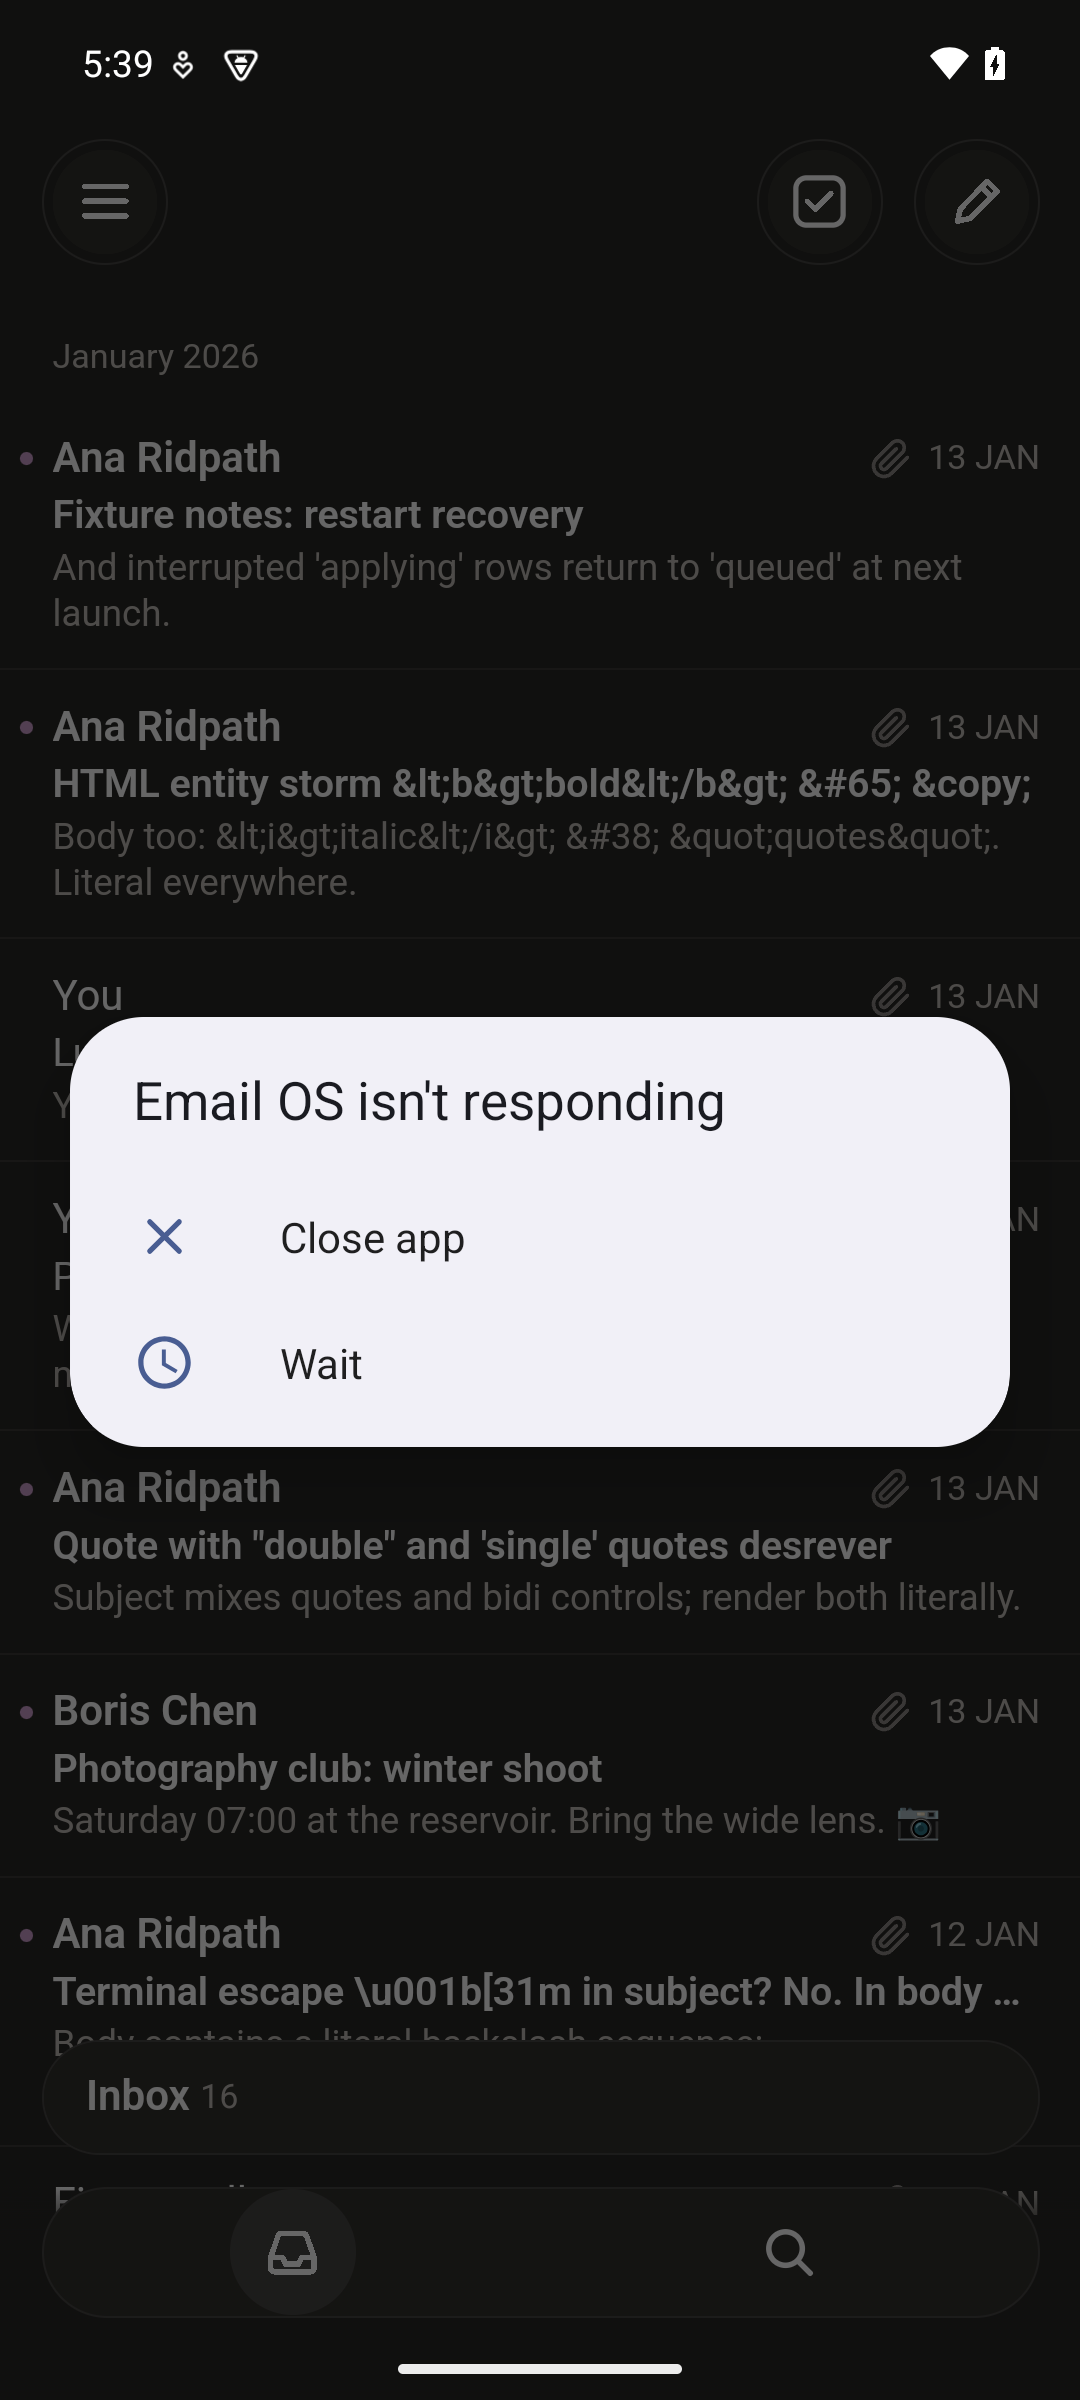 5:39
January 2026
Ana Ridpath 13 JAN
Fixture notes: restart recovery
And interrupted 'applying' rows return to 'queued' at next
launch.
Ana Ridpath 13 JAN
HTML entity storm &lt;b&gt;bold&lt;/b&gt; &#65; &copy;
Body too: &lt;i&gt;italic&lt;/i&gt; &#38; &quot;quotes&quot;.
Literal everywhere.
You 13 JAN
Email OS isn't responding
Close app
Wait
Ana Ridpath 13 JAN
Quote with "double" and 'single' quotes desrever
Subject mixes quotes and bidi controls; render both literally.
Boris Chen 13 JAN
Photography club: winter shoot
Saturday 07:00 at the reservoir. Bring the wide lens. 📷
Ana Ridpath 12 JAN
Terminal escape \u001b[31m in subject? No. In body …
Body contains a literal backslash sequence:
Inbox 16